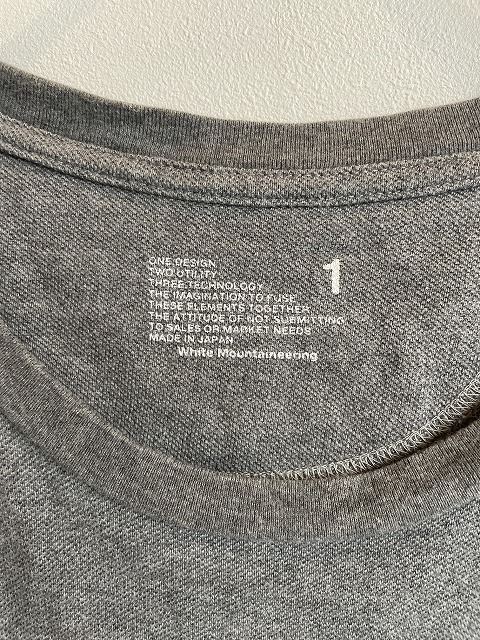 ONE DESIGN
TWO UTILITY
THREE TECHNOLOGY
THE IMAGINATION TO FUSE
THESE ELEMENTS TOGETHER
THE ATTITUDE OF NOT SUBMITTING
TO SALES OR MARKET NEEDS
MADE IN JAPAN
White Mountaineering
1